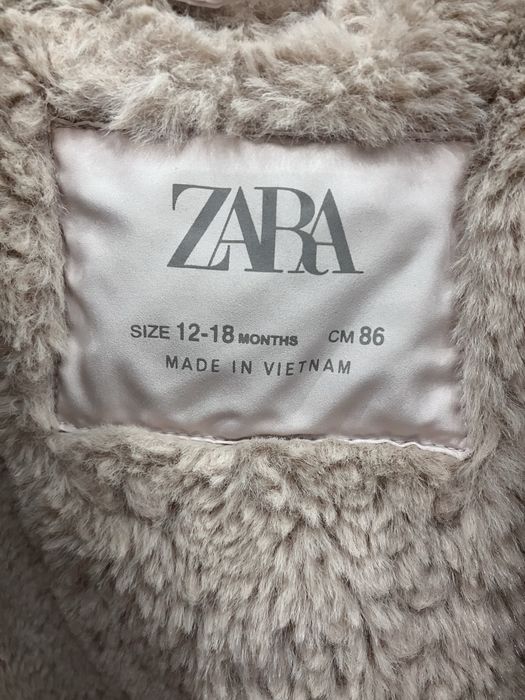 ZARA
SIZE 12-18 MONTHS CM 86
MADE IN VIETNAM